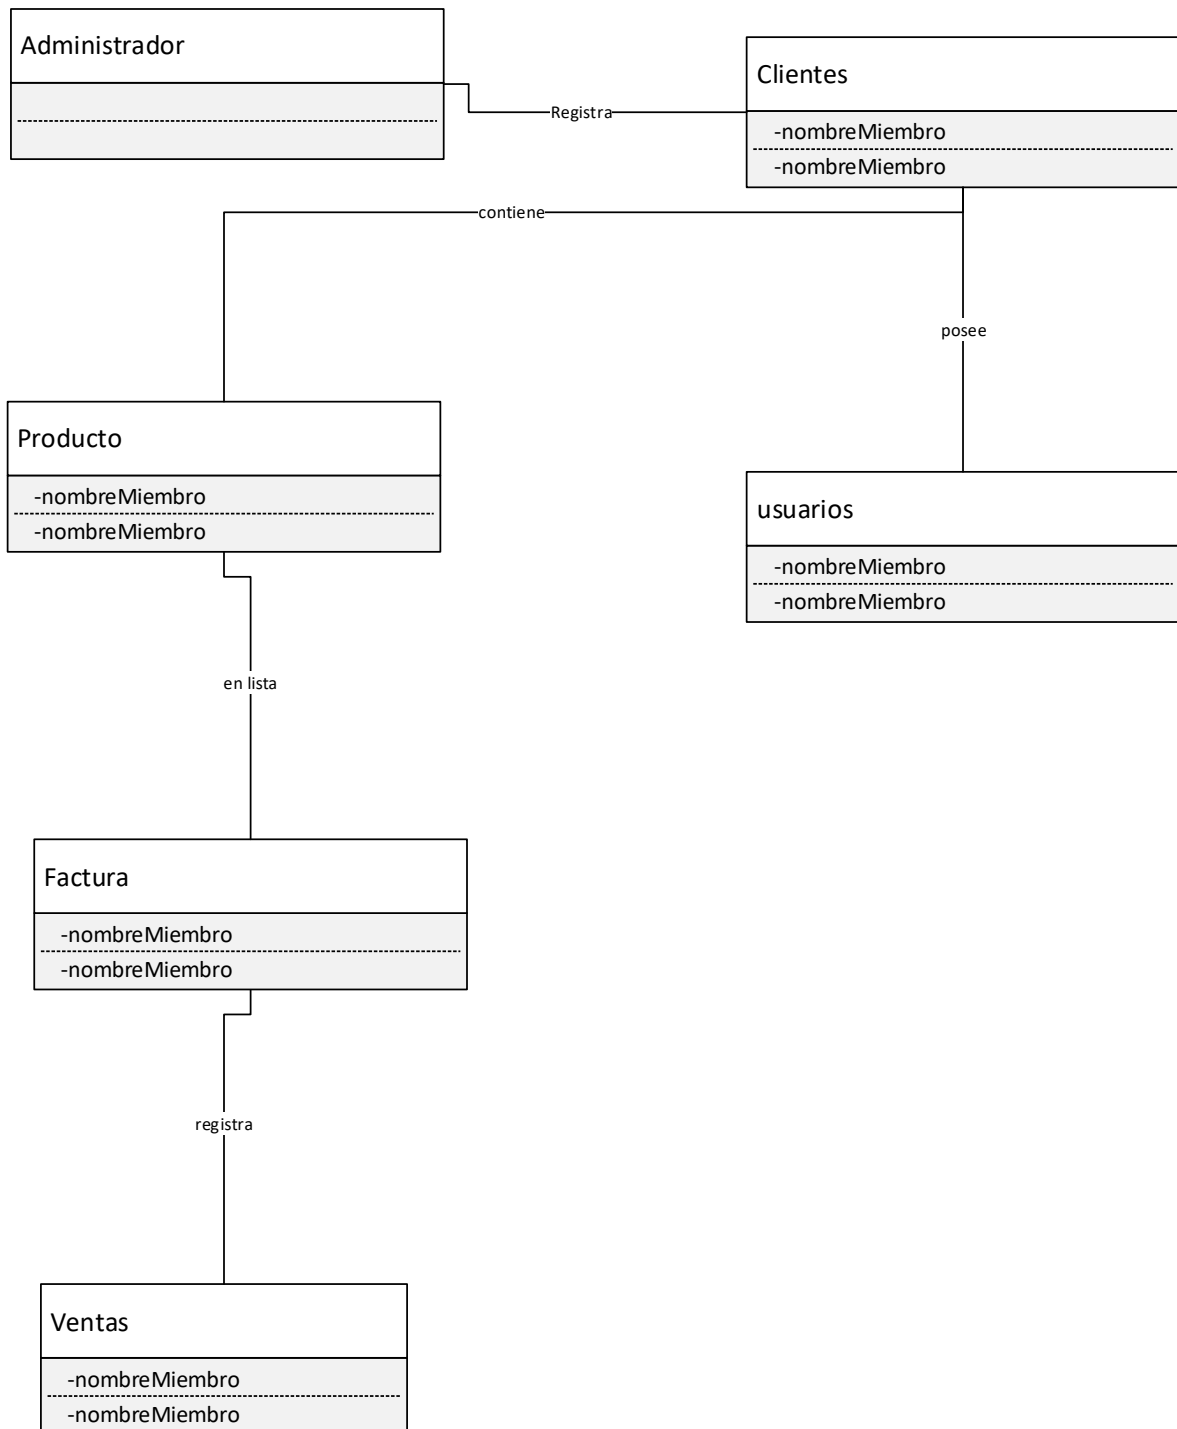 Administrador
Clientes
Registra
-nombreMiembro
-nombreMiembro
contiene
posee
Producto
-nombreMiembro
-nombreMiembro
usuarios
-nombreMiembro
-nombreMiembro
en lista
Factura
-nombreMiembro
-nombreMiembro
registra
Ventas
-nombreMiembro
-nombreMiembro